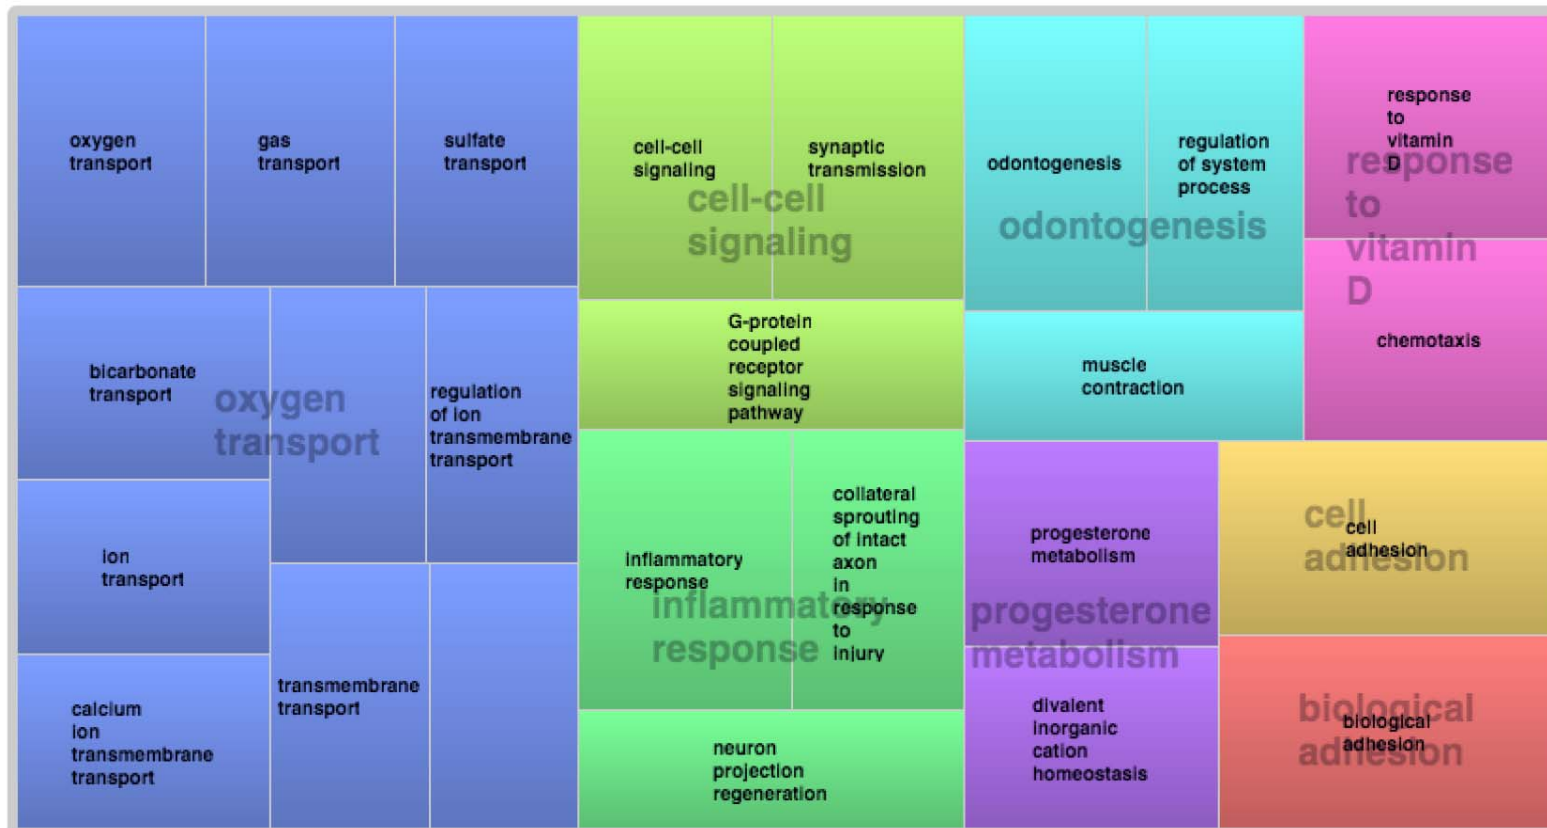 oxygen
transport
gas
transport
sulfate
transport
bicarbonate
transport
regulation
of ion
transmembrane
transport
oxygen
transport
ion
transport
calcium
ion
transmembrane
transport
transmembrane
transport
cell-cell
signaling
synaptic
transmission
cell-cell
signaling
G-protein
coupled
receptor
signaling
pathway
inflammatory
response
collateral
sprouting
of intact
axon
in
response
to
injury
inflammatory
response
neuron
projection
regeneration
odontogenesis
regulation
of system
process
odontogenesis
muscle
contraction
response
to
vitamin
D
response
to
vitamin
D
chemotaxis
progesterone
metabolism
progesterone
metabolism
divalent
inorganic
cation
homeostasis
cell
adhesion
cell
adhesion
biological
adhesion
biological
adhesion